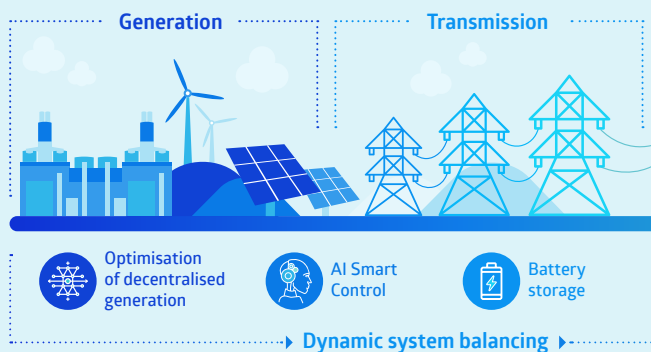 Generation
Transmission
Optimisation
of decentralised
generation
AI Smart
Control
Battery
storage
Dynamic system balancing